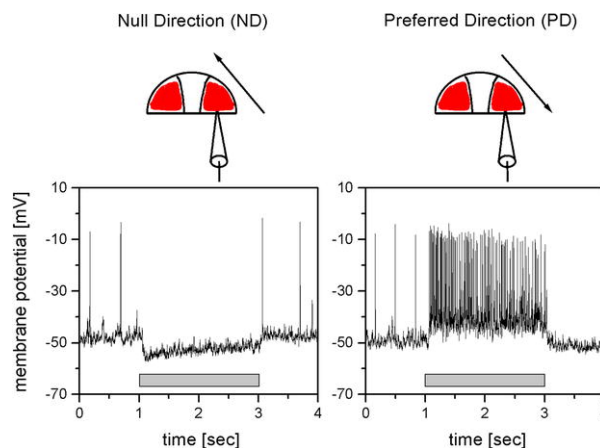 Null Direction (ND)
Preferred Direction (PD)
membrane potential [mV]
10
-10
-30
-50
-70
0 1 2 3 4
time [sec]
10
-10
-30
-50
-70
0 1 2 3 4
time [sec]